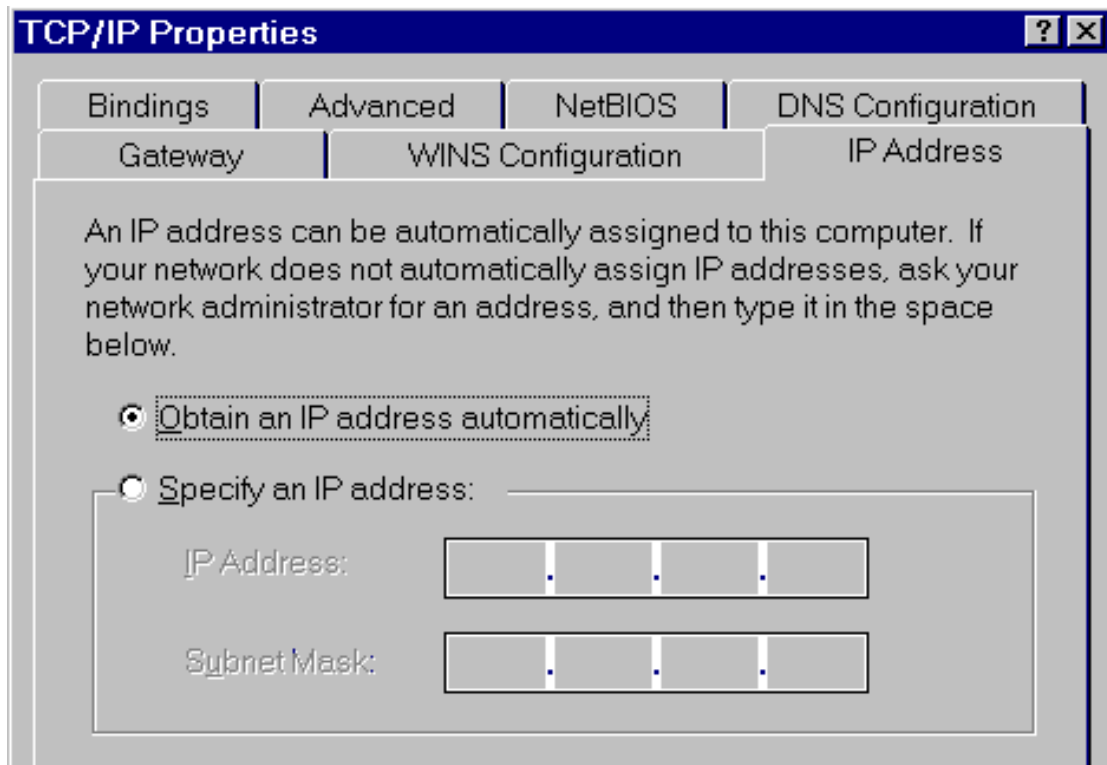 TCP/IP Properties
Bindings Advanced NetBIOS DNS Configuration
Gateway WINS Configuration IP Address
An IP address can be automatically assigned to this computer. If
your network does not automatically assign IP addresses, ask your
network administrator for an address, and then type it in the space
below.
Obtain an IP address automatically
Specify an IP address:
IP Address:
Subnet Mask: